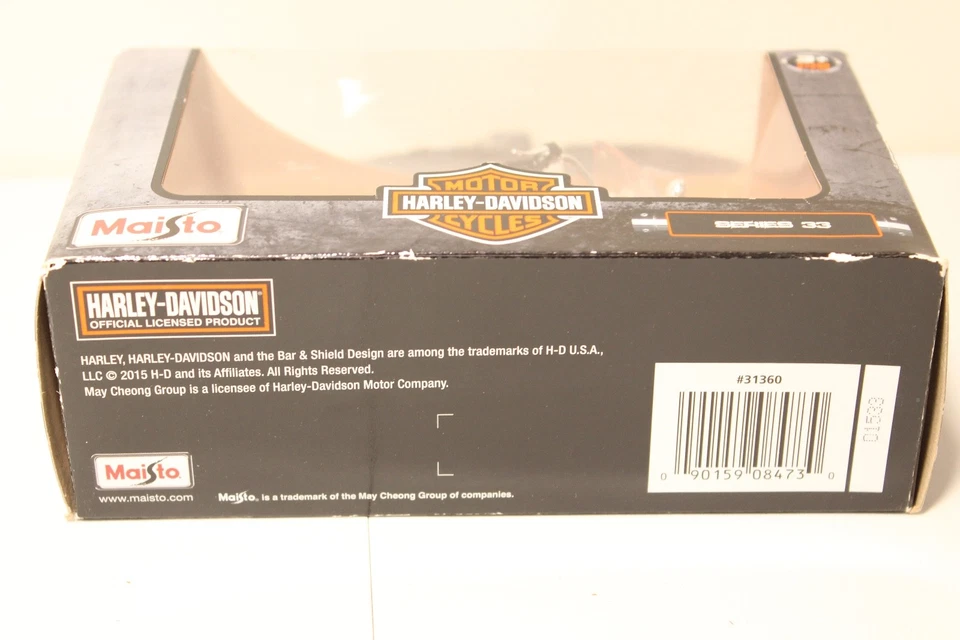 Maisto
MOTOR
HARLEY-DAVIDSON
CYCLES
SERIES 33
HARLEY-DAVIDSON
OFFICIAL LICENSED PRODUCT
HARLEY, HARLEY-DAVIDSON and the Bar & Shield Design are among the trademarks of H-D U.S.A.,
LLC © 2015 H-D and its Affiliates. All Rights Reserved.
May Cheong Group is a licensee of Harley-Davidson Motor Company.
#31360
01533
0 90159 08473 0
Maisto
www.maisto.com
Maisto, is a trademark of the May Cheong Group of companies.